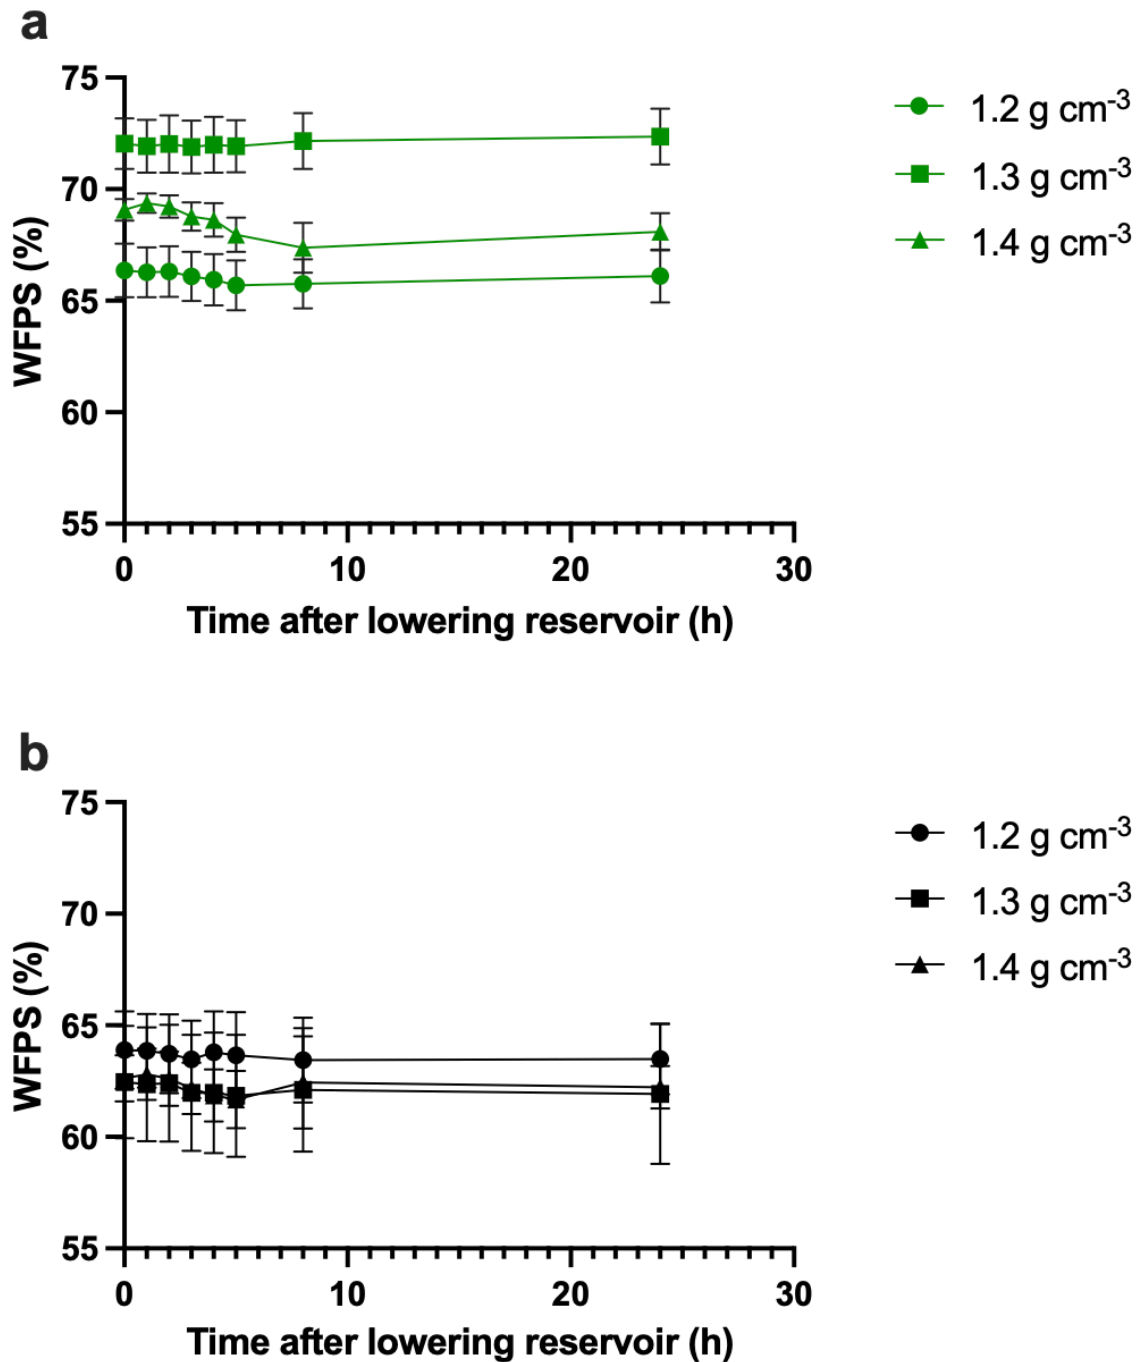 a
75
70
65
60
55
WFPS (%)
0 10 20 30
Time after lowering reservoir (h)
1.2 g cm-3
1.3 g cm-3
1.4 g cm-3
b
75
70
65
60
55
WFPS (%)
0 10 20 30
Time after lowering reservoir (h)
1.2 g cm-3
1.3 g cm-3
1.4 g cm-3